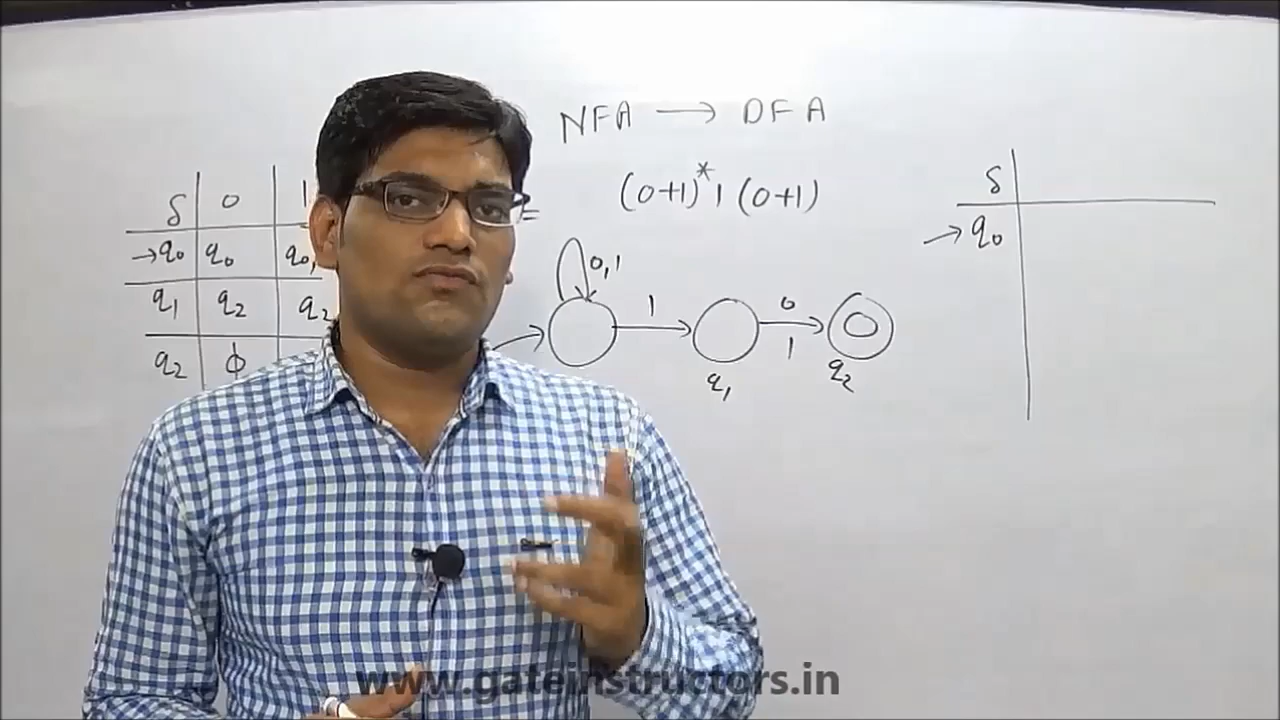 NFA → DFA
(0+1)*1(0+1)
=
δ 0 1
→q0 q0 q0,
q1 q2 q2
q2 ϕ
0,1
1 0
1
q1 q2
δ
→q0
www.gateinstructors.in